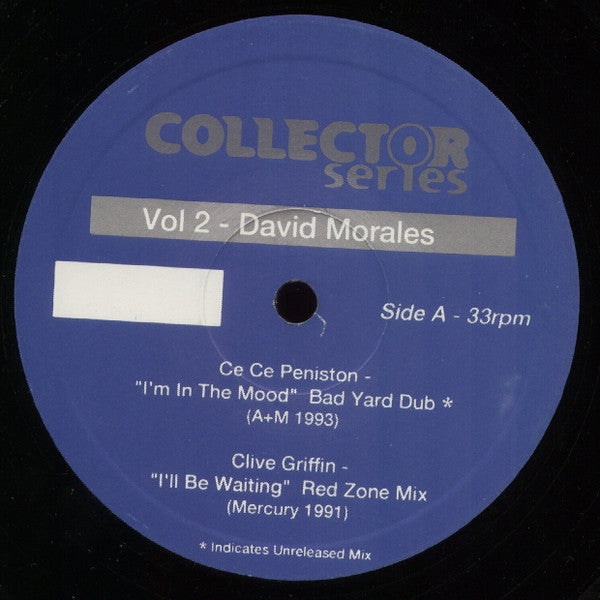 COLLECTOR
series
Vol 2 - David Morales
Side A - 33rpm
Ce Ce Peniston -
"I'm In The Mood" Bad Yard Dub *
(A+M 1993)
Clive Griffin -
"I'll Be Waiting" Red Zone Mix
(Mercury 1991)
* Indicates Unreleased Mix